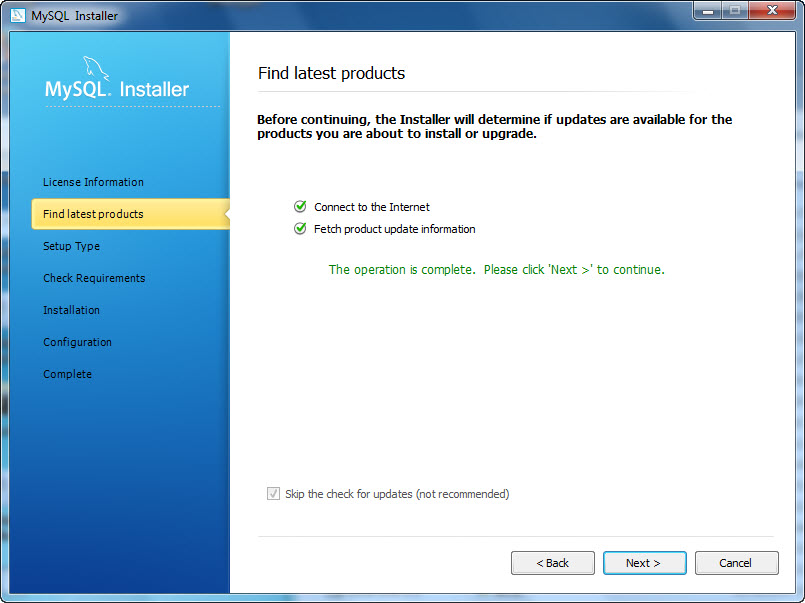 MySQL Installer
MySQL. Installer
License Information
Find latest products
Setup Type
Check Requirements
Installation
Configuration
Complete
Find latest products
Before continuing, the Installer will determine if updates are available for the
products you are about to install or upgrade.
Connect to the Internet
Fetch product update information
The operation is complete. Please click 'Next >' to continue.
Skip the check for updates (not recommended)
< Back
Next >
Cancel